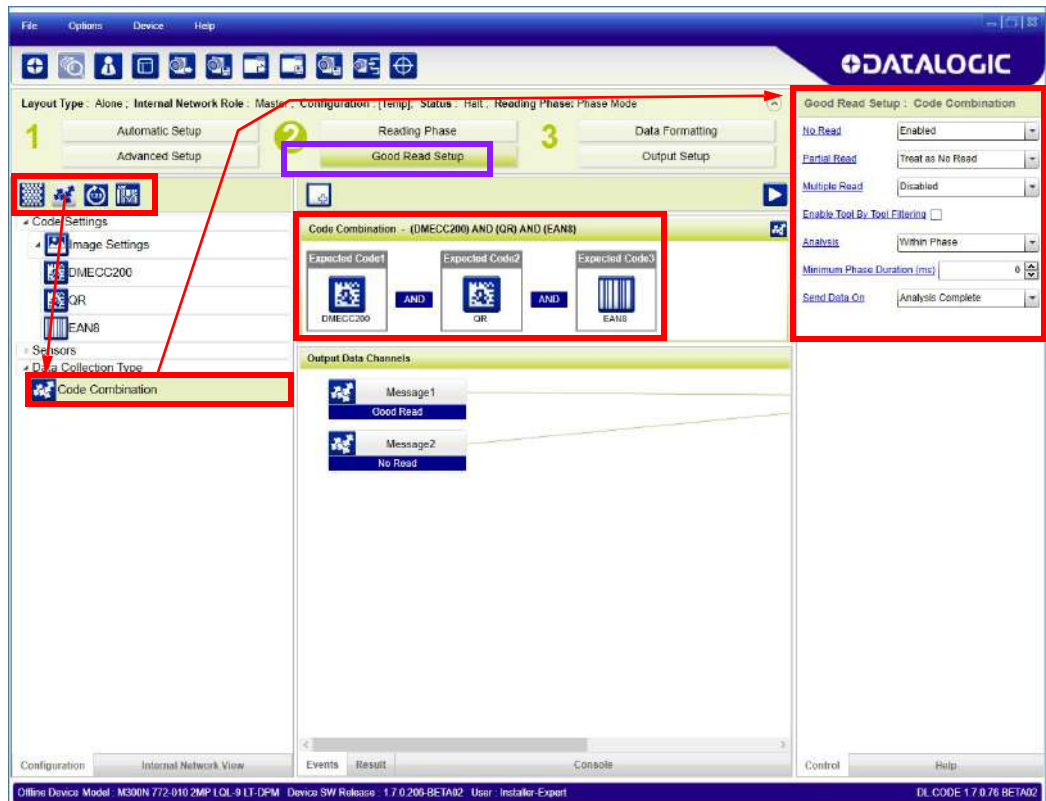 File Options Device Help
DATALOGIC
Layout Type : Alone ; Internal Network Role : Master ; Configuration : [Temp]; Status : Halt ; Reading Phase: Phase Mode
1 Automatic Setup
Advanced Setup
2 Reading Phase
Good Read Setup
3 Data Formatting
Output Setup
Code Settings
Image Settings
DMECC200
QR
EAN8
Sensors
Data Collection Type
Code Combination
Code Combination - (DMECC200) AND (QR) AND (EAN8)
Expected Code1 Expected Code2 Expected Code3
AND AND
DMECC200 QR EAN8
Output Data Channels
Message1
Good Read
Message2
No Read
Good Read Setup : Code Combination
No Read Enabled
Partial Read Treat as No Read
Multiple Read Disabled
Enable Tool By Tool Filtering
Analysis Within Phase
Minimum Phase Duration (ms) 0
Send Data On Analysis Complete
Configuration Internal Network View
Events Result Console
Control Help
Offline Device Model : M300N 772-010 2MP LQL-9 LT-DPM Device SW Release : 1.7.0.206-BETA02 User : Installer-Expert
DL.CODE 1.7.0.76 BETA02